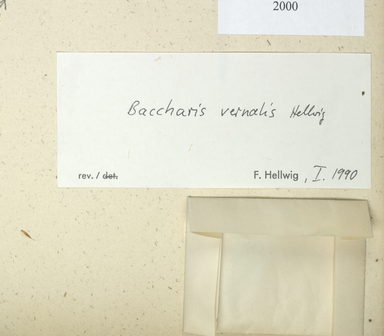 2000
Baccharis vernalis Hellwig
rev. / det. F. Hellwig, I. 1990